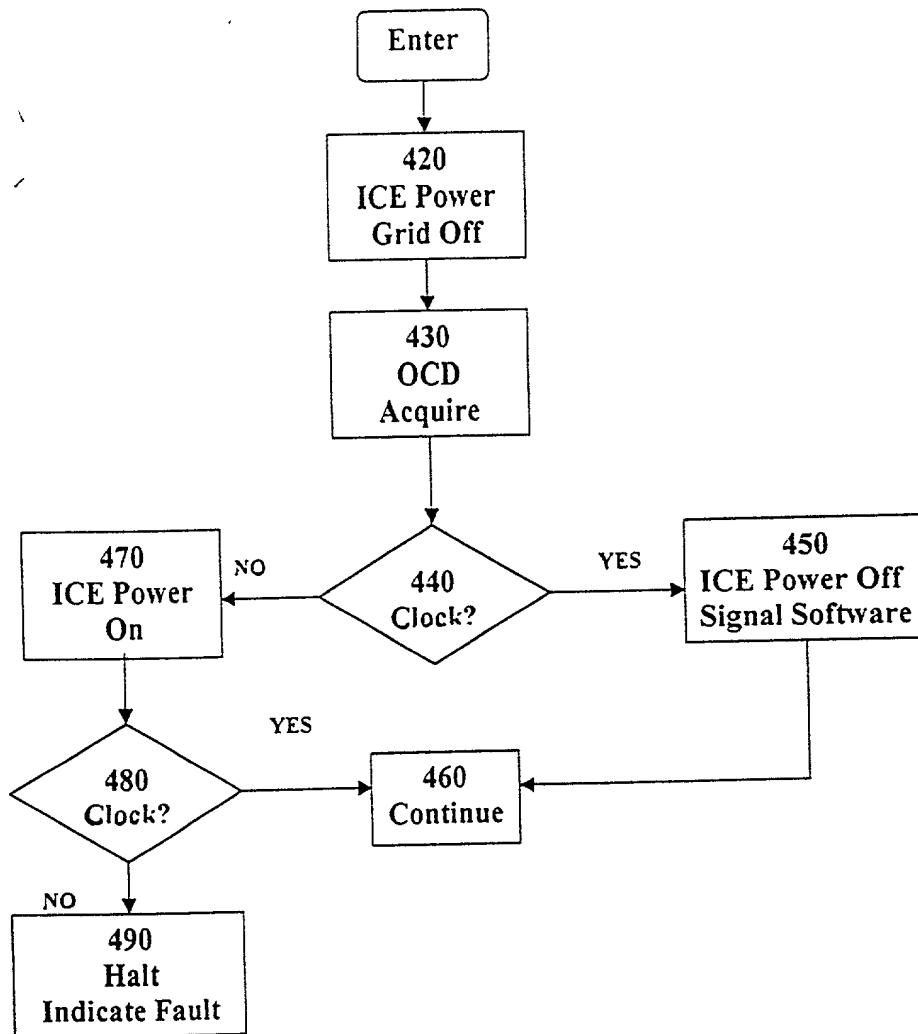 Enter
420
ICE Power
Grid Off
430
OCD
Acquire
440
Clock?
NO
YES
470
ICE Power
On
450
ICE Power Off
Signal Software
480
Clock?
YES
460
Continue
NO
490
Halt
Indicate Fault